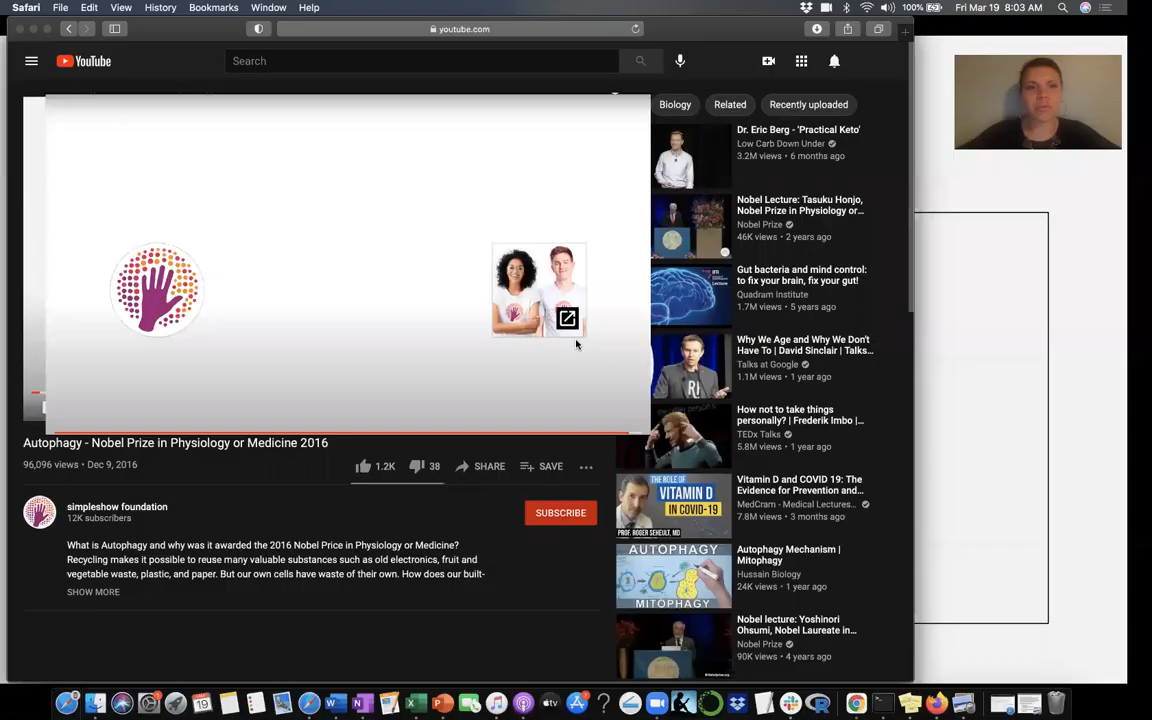 Safari File Edit View History Bookmarks Window Help 100% Fri Mar 19 8:03 AM
youtube.com
YouTube
Search
Biology Related Recently uploaded
Dr. Eric Berg - 'Practical Keto'
Low Carb Down Under
3.2M views • 6 months ago
Nobel Lecture: Tasuku Honjo,
Nobel Prize in Physiology or...
Nobel Prize
46K views • 2 years ago
Gut bacteria and mind control:
to fix your brain, fix your gut!
Quadram Institute
1.7M views • 5 years ago
Why We Age and Why We Don't
Have To | David Sinclair | Talks...
Talks at Google
1.1M views • 1 year ago
How not to take things
personally? | Frederik Imbo |...
TEDx Talks
5.8M views • 1 year ago
THE ROLE OF
VITAMIN D
IN COVID-19
PROF. ROGER SEHEULT, MD
Vitamin D and COVID 19: The
Evidence for Prevention and...
MedCram - Medical Lectures...
7.8M views • 3 months ago
AUTOPHAGY
MITOPHAGY
Autophagy Mechanism |
Mitophagy
Hussain Biology
24K views • 1 year ago
Nobel lecture: Yoshinori
Ohsumi, Nobel Laureate in...
Nobel Prize
90K views • 4 years ago
Autophagy - Nobel Prize in Physiology or Medicine 2016
96,096 views • Dec 9, 2016
1.2K 38 SHARE SAVE
simpleshow foundation
12K subscribers
SUBSCRIBE
What is Autophagy and why was it awarded the 2016 Nobel Price in Physiology or Medicine?
Recycling makes it possible to reuse many valuable substances such as old electronics, fruit and
vegetable waste, plastic, and paper. But our own cells have waste of their own. How does our built-
SHOW MORE